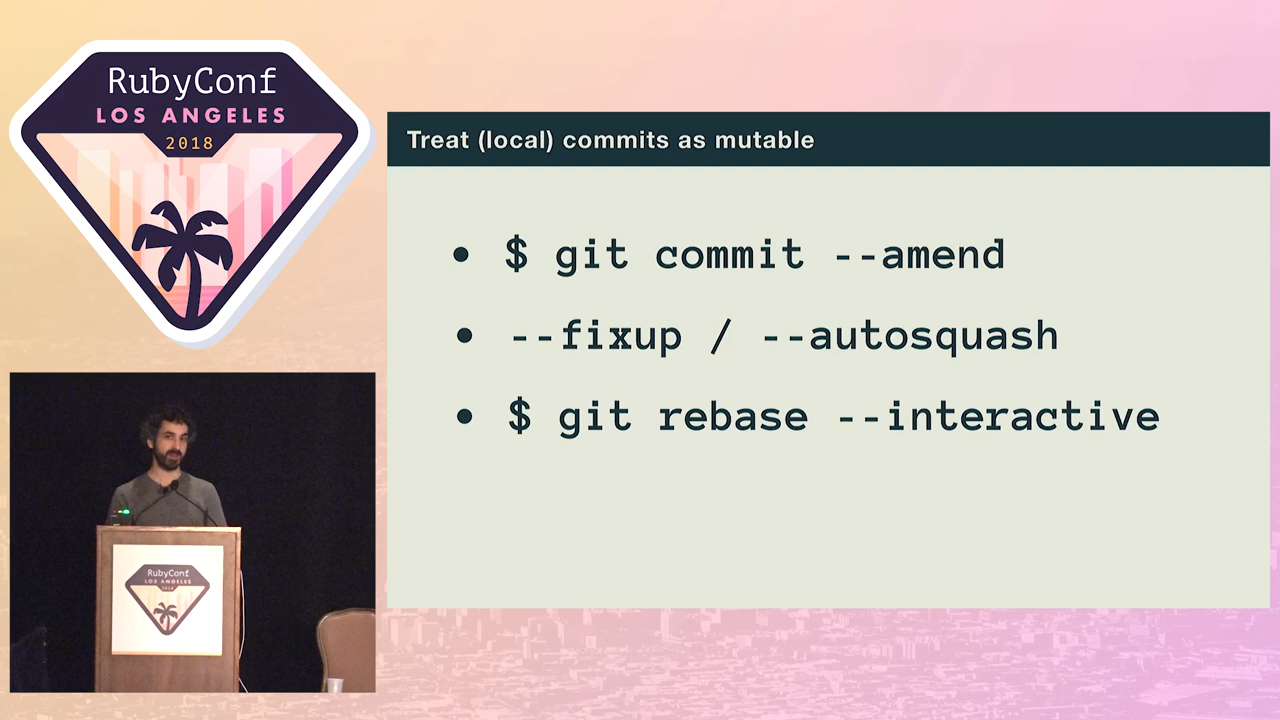 RubyConf
LOS ANGELES
2018
Treat (local) commits as mutable
• $ git commit --amend
• --fixup / --autosquash
• $ git rebase --interactive
RubyConf
LOS ANGELES
2018